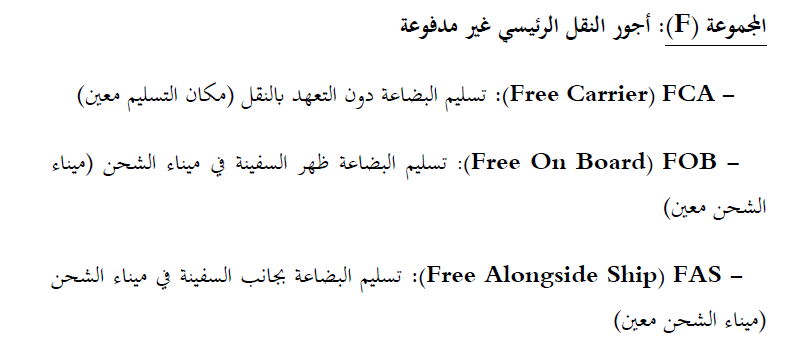 المجموعة (F): أجور النقل الرئيسي غير مدفوعة
– FCA (Free Carrier): تسليم البضاعة دون التعهد بالنقل (مكان التسليم معين)
– FOB (Free On Board): تسليم البضاعة ظهر السفينة في ميناء الشحن (ميناء
الشحن معين)
– FAS (Free Alongside Ship): تسليم البضاعة بجانب السفينة في ميناء الشحن
(ميناء الشحن معين)